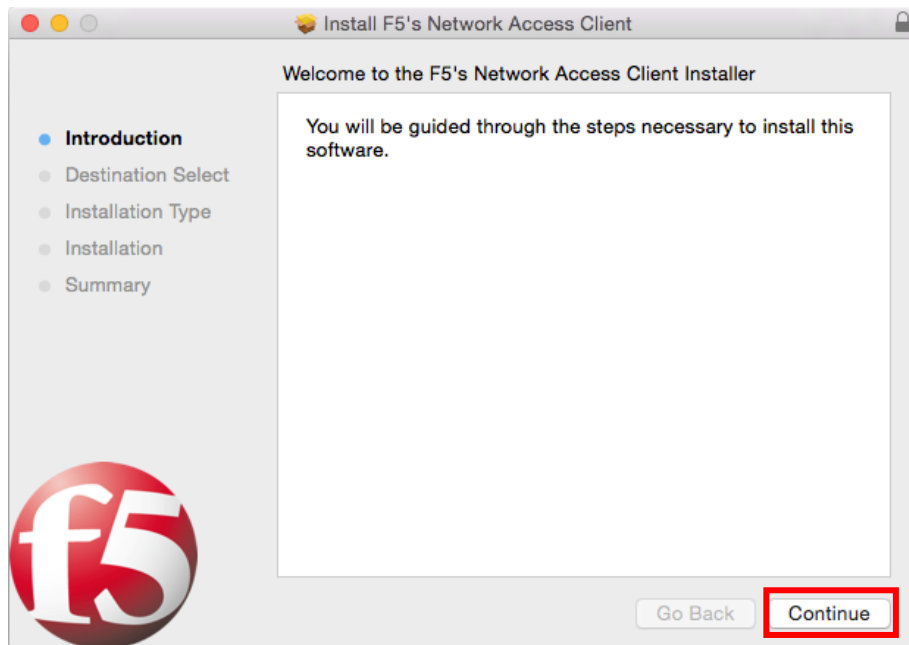 Install F5's Network Access Client
Welcome to the F5's Network Access Client Installer
Introduction
Destination Select
Installation Type
Installation
Summary
You will be guided through the steps necessary to install this
software.
f5
Go Back
Continue